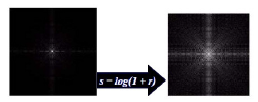 s = log(1 + r)